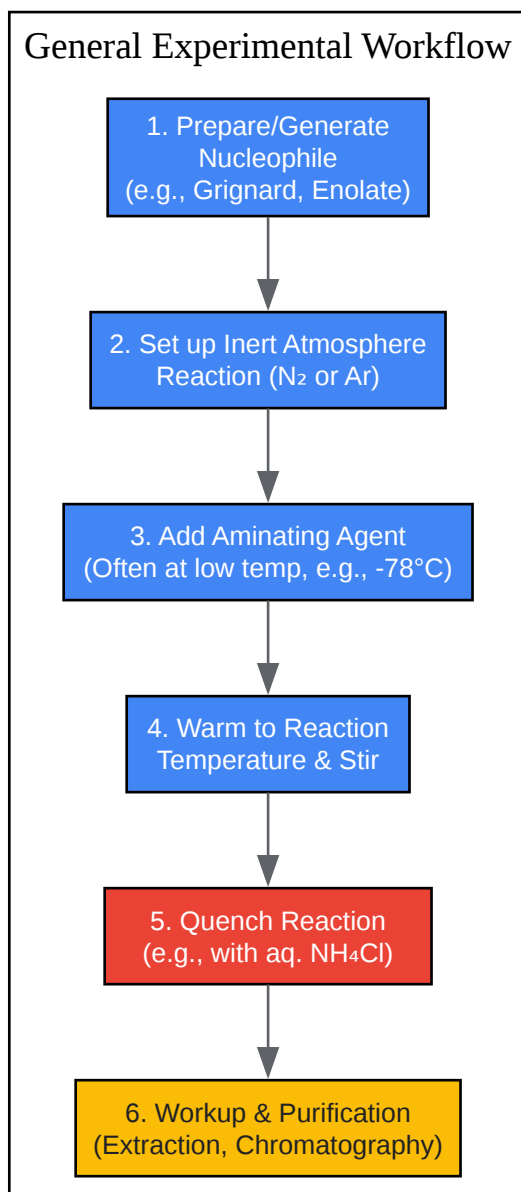 General Experimental Workflow
1. Prepare/Generate
Nucleophile
(e.g., Grignard, Enolate)
2. Set up Inert Atmosphere
Reaction (N₂ or Ar)
3. Add Aminating Agent
(Often at low temp, e.g., -78°C)
4. Warm to Reaction
Temperature & Stir
5. Quench Reaction
(e.g., with aq. NH₄Cl)
6. Workup & Purification
(Extraction, Chromatography)